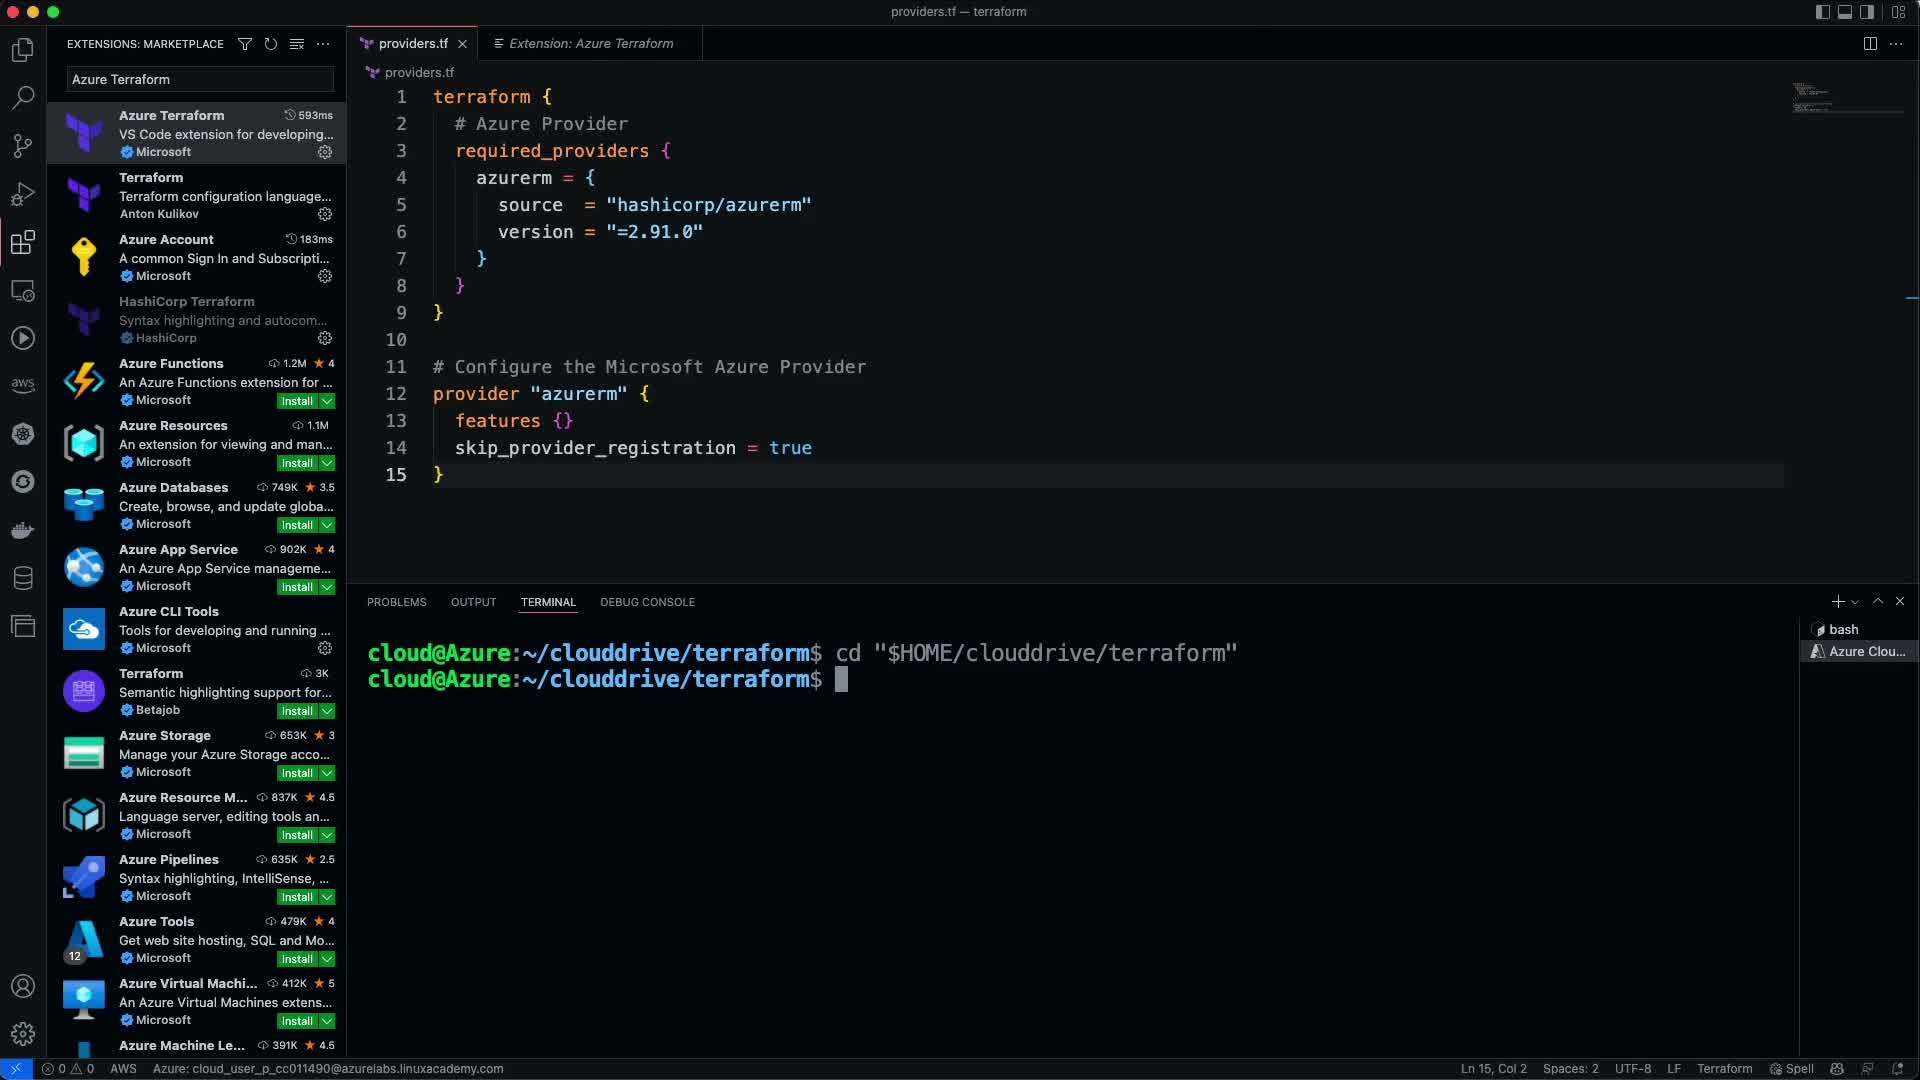 providers.tf — terraform
EXTENSIONS: MARKETPLACE
Azure Terraform
Azure Terraform 593ms
VS Code extension for developing...
Microsoft
Terraform
Terraform configuration language...
Anton Kulikov
Azure Account 183ms
A common Sign In and Subscripti...
Microsoft
HashiCorp Terraform
Syntax highlighting and autocom...
HashiCorp
Azure Functions 1.2M ★ 4
An Azure Functions extension for ...
Microsoft Install
Azure Resources 1.1M
An extension for viewing and man...
Microsoft Install
Azure Databases 749K ★ 3.5
Create, browse, and update globa...
Microsoft Install
Azure App Service 902K ★ 4
An Azure App Service manageme...
Microsoft Install
Azure CLI Tools
Tools for developing and running ...
Microsoft
Terraform 3K
Semantic highlighting support for...
Betajob Install
Azure Storage 653K ★ 3
Manage your Azure Storage acco...
Microsoft Install
Azure Resource M... 837K ★ 4.5
Language server, editing tools an...
Microsoft Install
Azure Pipelines 635K ★ 2.5
Syntax highlighting, IntelliSense, ...
Microsoft Install
Azure Tools 479K ★ 4
Get web site hosting, SQL and Mo...
12
Microsoft Install
Azure Virtual Machi... 412K ★ 5
An Azure Virtual Machines extens...
Microsoft Install
Azure Machine Le... 391K ★ 4.5
aws
providers.tf
Extension: Azure Terraform
providers.tf
1 terraform {
2 # Azure Provider
3 required_providers {
4 azurerm = {
5 source = "hashicorp/azurerm"
6 version = "=2.91.0"
7 }
8 }
9 }
10
11 # Configure the Microsoft Azure Provider
12 provider "azurerm" {
13 features {}
14 skip_provider_registration = true
15 }
PROBLEMS OUTPUT TERMINAL DEBUG CONSOLE
cloud@Azure:~/clouddrive/terraform$ cd "$HOME/clouddrive/terraform"
cloud@Azure:~/clouddrive/terraform$
bash
Azure Clou...
0 0 AWS Azure: cloud_user_p_cc011490@azurelabs.linuxacademy.com
Ln 15, Col 2 Spaces: 2 UTF-8 LF Terraform Spell